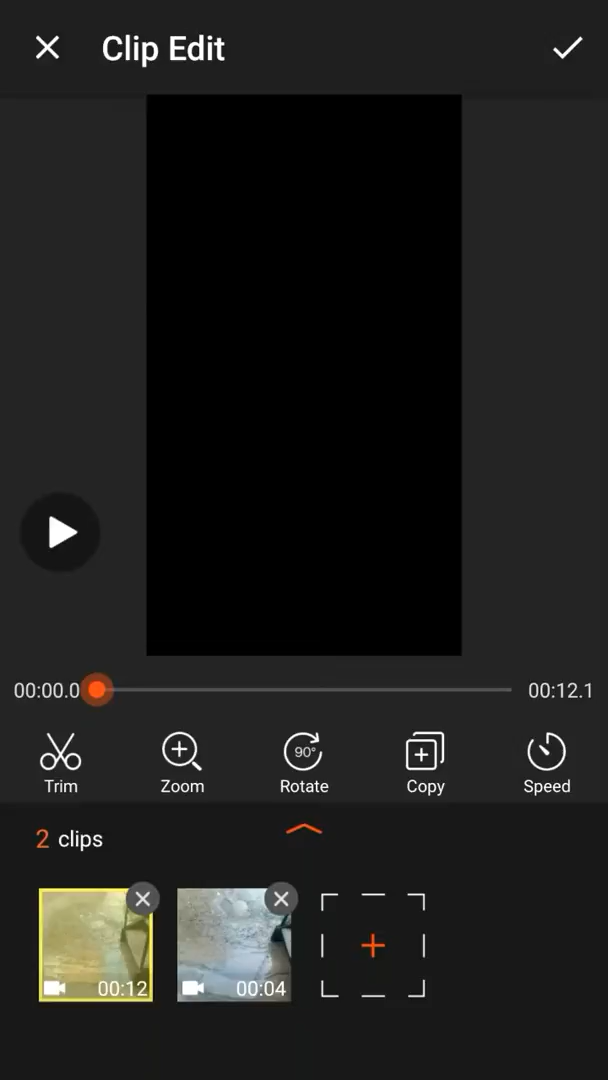 Clip Edit
00:00.0 00:12.1
Trim Zoom 90° Rotate Copy Speed
2 clips
00:12 00:04